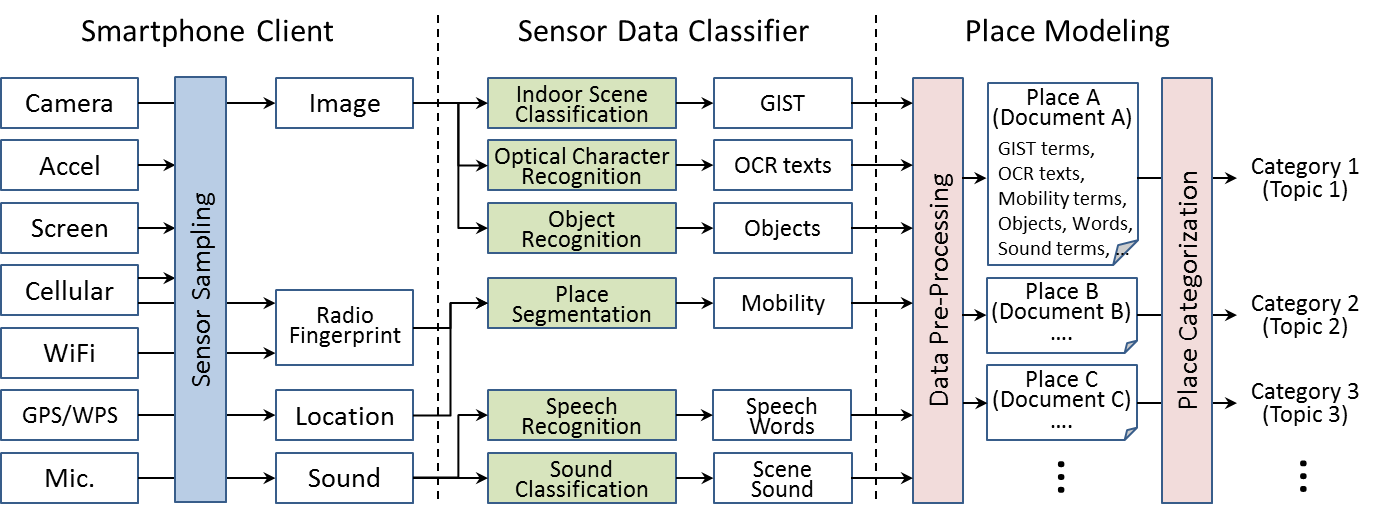 Smartphone Client
Sensor Data Classifier
Place Modeling
Camera
Accel
Screen
Cellular
WiFi
GPS/WPS
Mic.
Sensor Sampling
Image
Radio
Fingerprint
Location
Sound
Indoor Scene
Classification
Optical Character
Recognition
Object
Recognition
Place
Segmentation
Speech
Recognition
Sound
Classification
GIST
OCR texts
Objects
Mobility
Speech
Words
Scene
Sound
Data Pre-Processing
Place A
(Document A)
GIST terms,
OCR texts,
Mobility terms,
Objects, Words,
Sound terms, ...
Place B
(Document B)
....
Place C
(Document C)
....
Place Categorization
Category 1
(Topic 1)
Category 2
(Topic 2)
Category 3
(Topic 3)